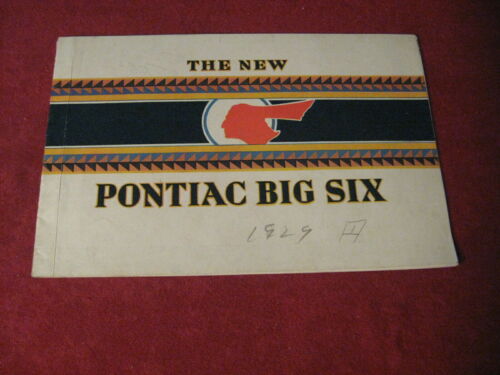 THE NEW
PONTIAC BIG SIX
1929